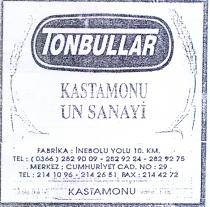 TONBULLAR
KASTAMONU
UN SANAYİ
FABRİKA : İNEBOLU YOLU 10. KM.
TEL : ( 0366 ) 282 90 09 - 282 92 24 - 282 92 75
MERKEZ : CUMHURİYET CAD. NO : 29
TEL : 214 10 96 - 214 26 51 FAX : 214 42 72
KASTAMONU